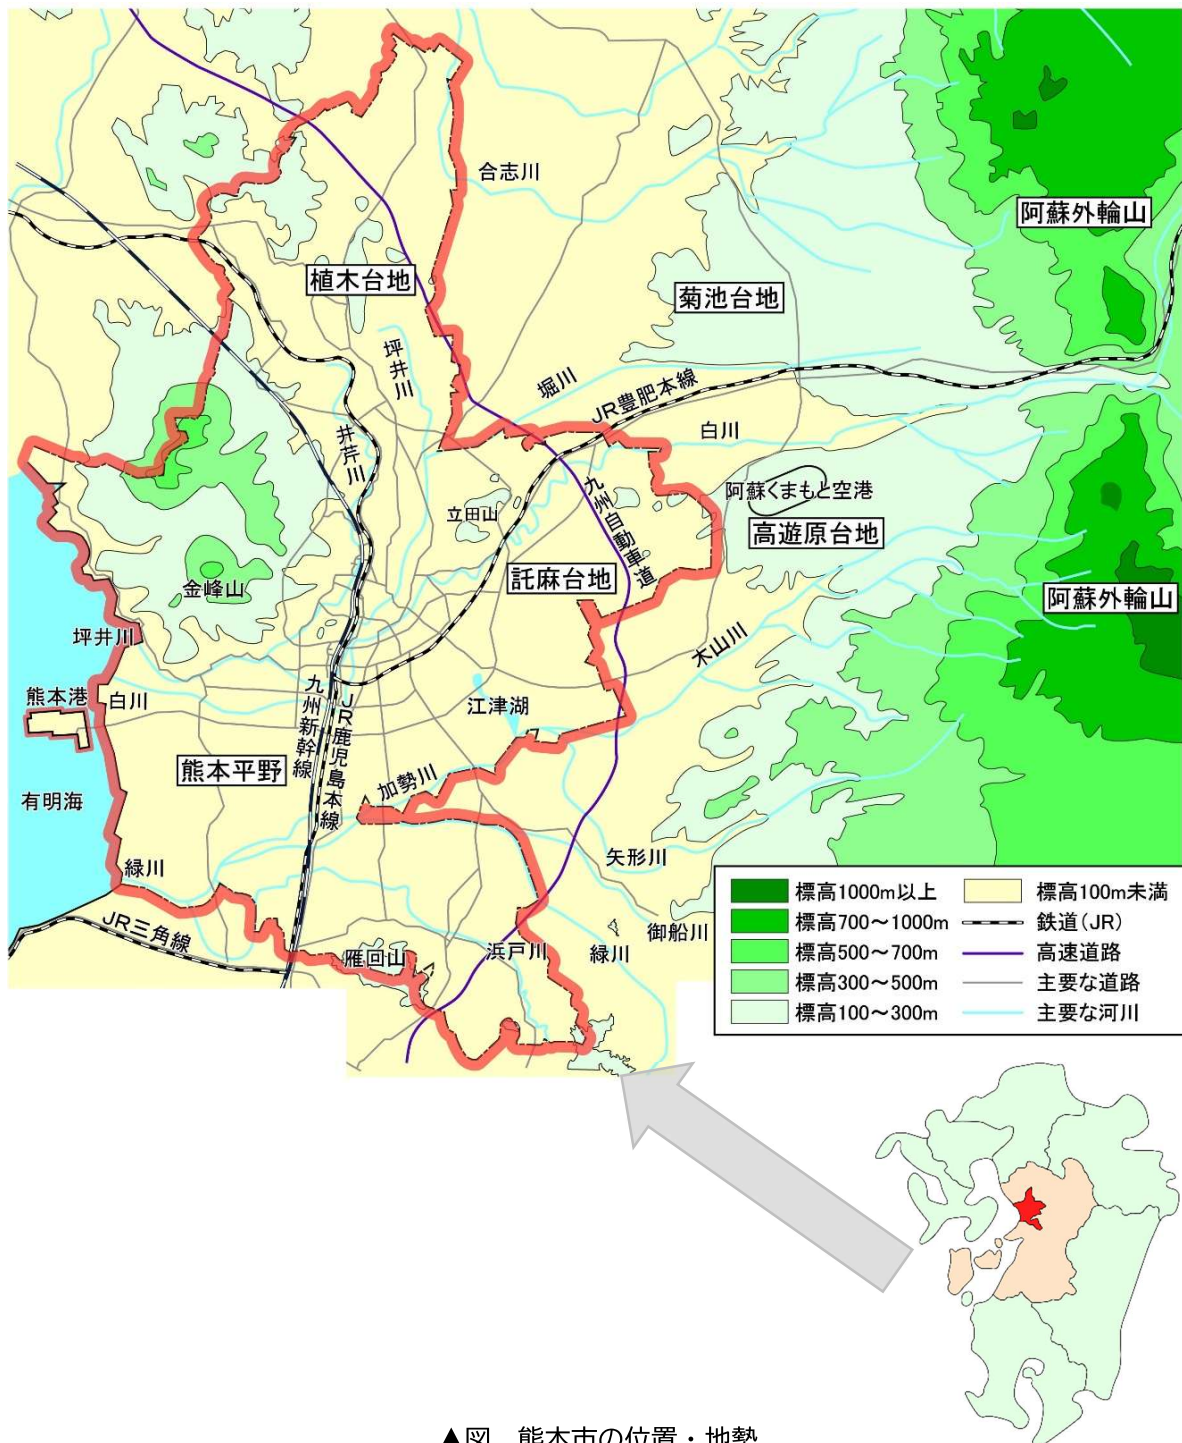 合志川
阿蘇外輪山
植木台地
菊池台地
坪井川
堀川
JR豊肥本線
白川
井芹川
立田山
九州自動車道
阿蘇くまもと空港
高遊原台地
託麻台地
金峰山
阿蘇外輪山
坪井川
木山川
熊本港
白川
江津湖
九州新幹線
JR鹿児島本線
熊本平野
加勢川
有明海
矢形川
緑川
JR三角線
雁回山
浜戸川
緑川
御船川
標高1000m以上
標高700～1000m
標高500～700m
標高300～500m
標高100～300m
標高100m未満
鉄道(JR)
高速道路
主要な道路
主要な河川
▲図 熊本市の位置・地勢